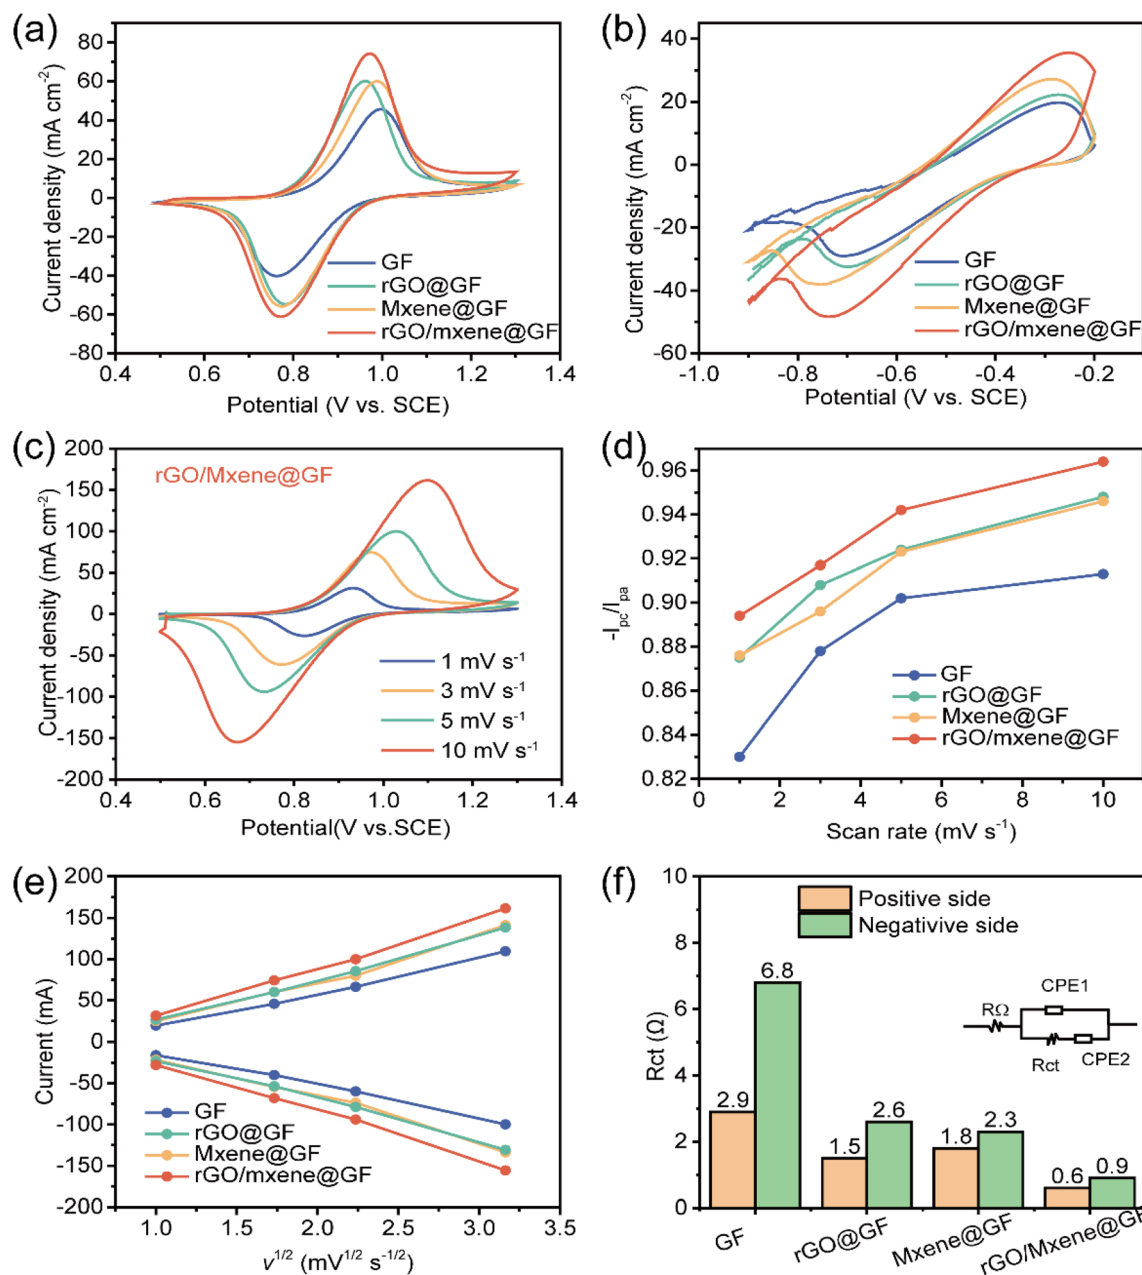 (a)
80
60
40
20
0
-20
-40
-60
-80
Current density (mA cm⁻²)
GF
rGO@GF
Mxene@GF
rGO/mxene@GF
0.4 0.6 0.8 1.0 1.2 1.4
Potential (V vs. SCE)
(b)
40
20
0
-20
-40
-60
Current density (mA cm⁻²)
GF
rGO@GF
Mxene@GF
rGO/mxene@GF
-1.0 -0.8 -0.6 -0.4 -0.2
Potential (V vs. SCE)
(c)
200
150
100
50
0
-50
-100
-150
-200
Current density (mA cm⁻²)
rGO/Mxene@GF
1 mV s⁻¹
3 mV s⁻¹
5 mV s⁻¹
10 mV s⁻¹
0.4 0.6 0.8 1.0 1.2 1.4
Potential(V vs.SCE)
(d)
0.96
0.94
0.92
0.90
0.88
0.86
0.84
0.82
-Ipc/Ipa
GF
rGO@GF
Mxene@GF
rGO/mxene@GF
0 2 4 6 8 10
Scan rate (mV s⁻¹)
(e)
200
150
100
50
0
-50
-100
-150
-200
Current (mA)
GF
rGO@GF
Mxene@GF
rGO/mxene@GF
1.0 1.5 2.0 2.5 3.0 3.5
v¹ᐟ² (mV¹ᐟ² s⁻¹ᐟ²)
(f)
10
8
6
4
2
0
Rct (Ω)
Positive side
Negativive side
CPE1
RΩ
Rct
CPE2
2.9
6.8
1.5
2.6
1.8
2.3
0.6
0.9
GF
rGO@GF
Mxene@GF
rGO/Mxene@GF